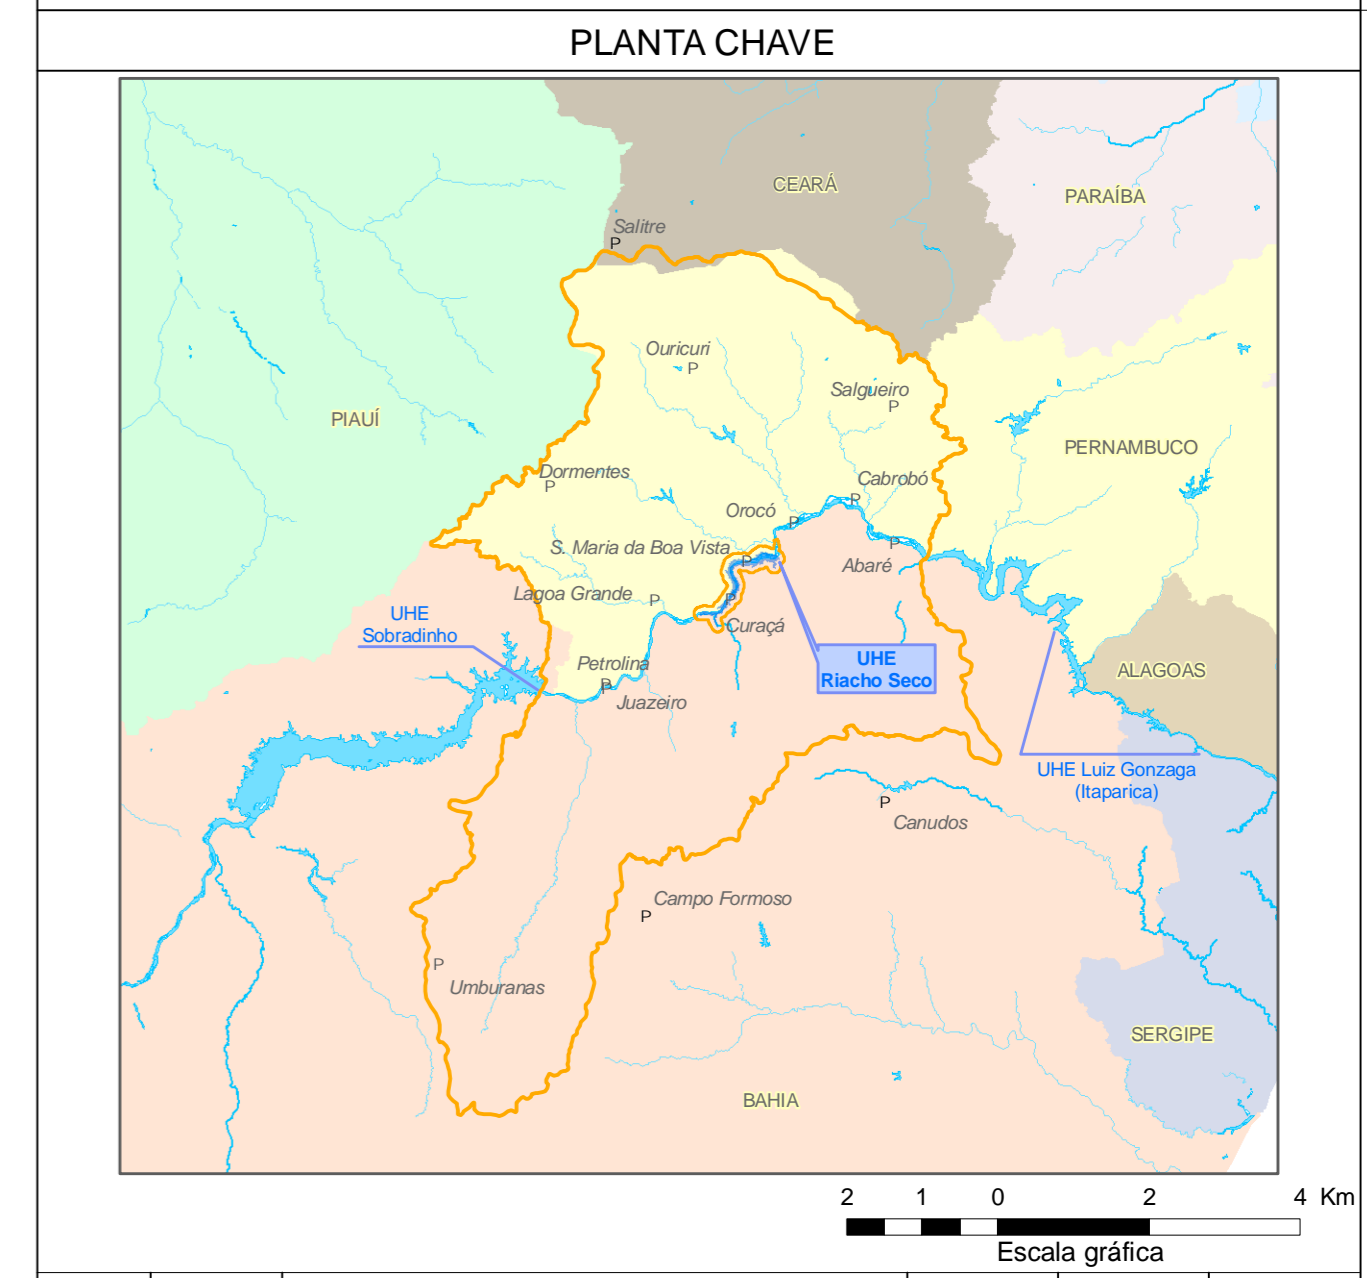 PLANTA CHAVE
CEARÁ
PARAÍBA
Salitre
P
Ouricuri
P
Salgueiro
P
PIAUÍ
PERNAMBUCO
Dormentes
P
Cabrobó
P
Orocó
P
S. Maria da Boa Vista
P
Abaré
P
Lagoa Grande
P
P
Curaçá
UHE
Sobradinho
UHE
Riacho Seco
ALAGOAS
Petrolina
P
P
Juazeiro
UHE Luiz Gonzaga
(Itaparica)
P
Canudos
Campo Formoso
P
P
Umburanas
SERGIPE
BAHIA
2 1 0 2 4 Km
Escala gráfica